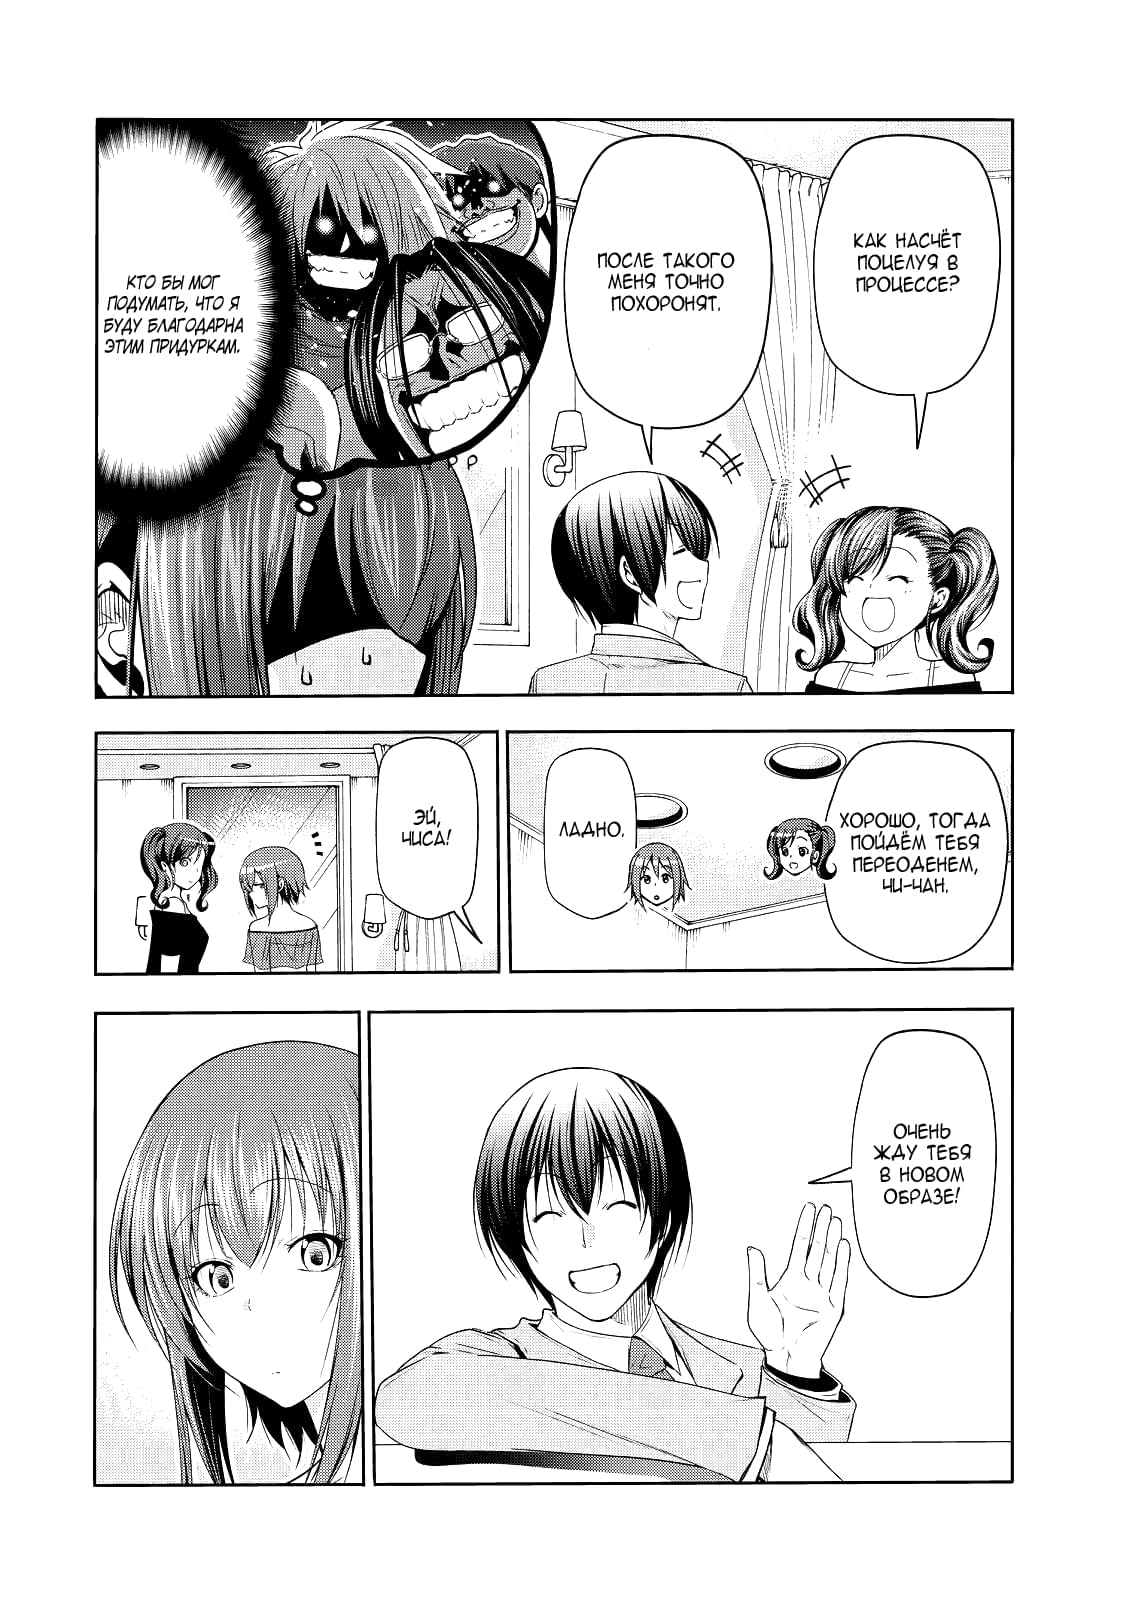 КАК НАСЧЁТ
ПОЦЕЛУЯ В
ПРОЦЕССЕ?
ПОСЛЕ ТАКОГО
МЕНЯ ТОЧНО
ПОХОРОНЯТ.
КТО БЫ МОГ
ПОДУМАТЬ, ЧТО Я
БУДУ БЛАГОДАРНА
ЭТИМ ПРИДУРКАМ.
ХОРОШО, ТОГДА
ПОЙДЁМ ТЕБЯ
ПЕРЕОДЕНЕМ,
ЧИ-ЧАН.
ЛАДНО.
ЭЙ,
ЧИСА!
ОЧЕНЬ
ЖДУ ТЕБЯ
В НОВОМ
ОБРАЗЕ!